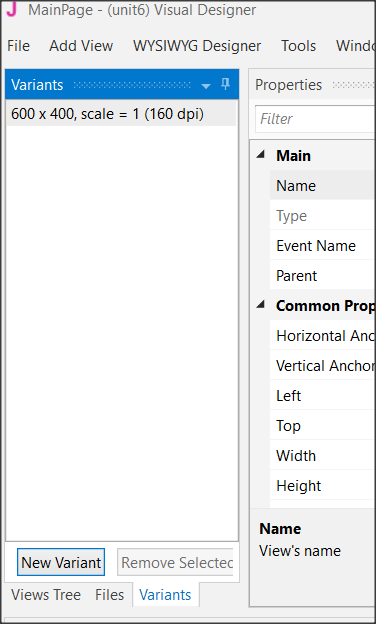 J MainPage - (unit6) Visual Designer
File Add View WYSIWYG Designer Tools Windo
Variants
600 x 400, scale = 1 (160 dpi)
New Variant Remove Selected
Views Tree Files Variants
Properties
Filter
Main
Name
Type
Event Name
Parent
Common Prop
Horizontal Anc
Vertical Anchor
Left
Top
Width
Height
Name
View's name